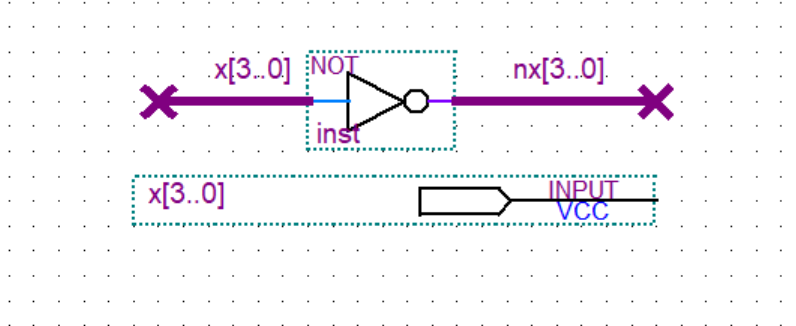 x[3..0] NOT nx[3..0]
inst
x[3..0] INPUT
VCC